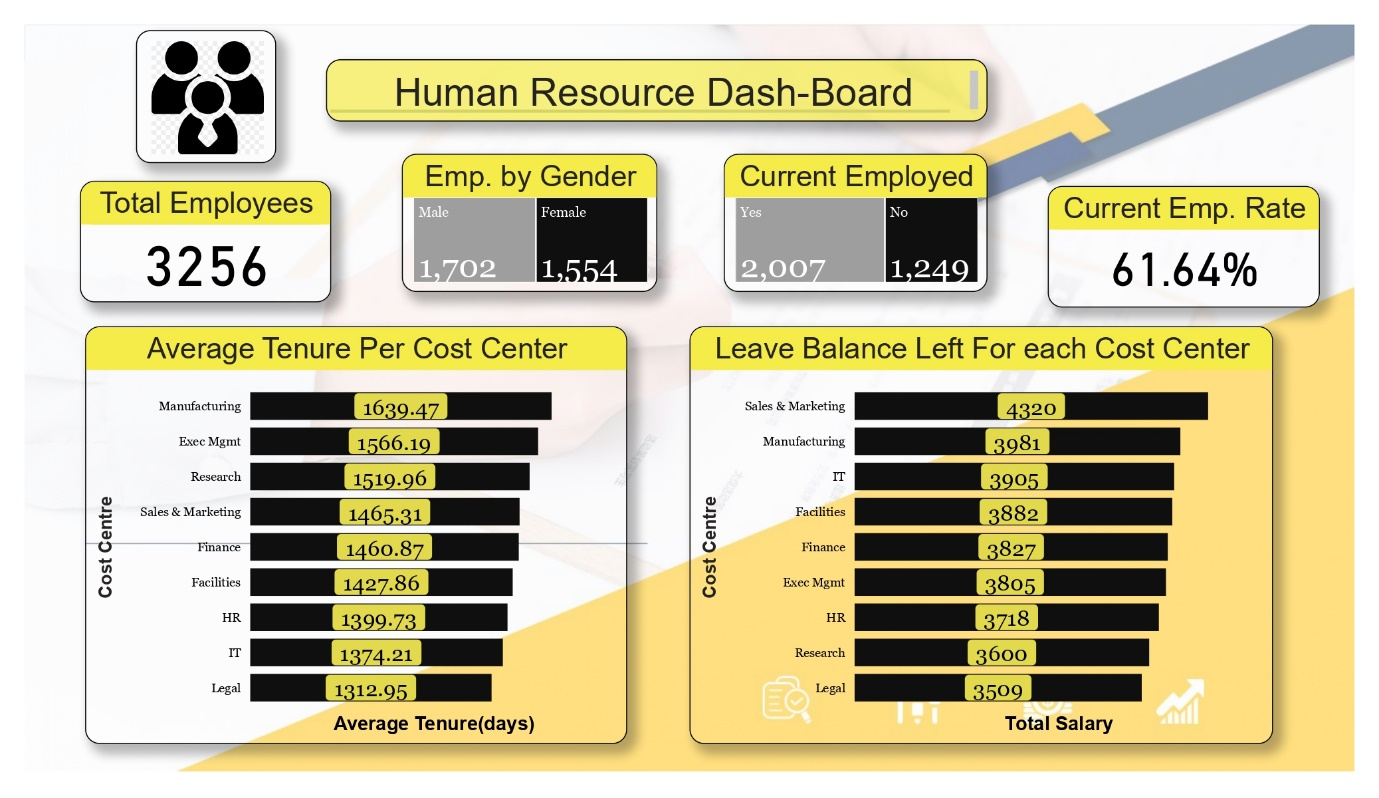 Human Resource Dash-Board
Total Employees
3256
Emp. by Gender
Male
Female
1,702
1,554
Current Employed
Yes
No
2,007
1,249
Current Emp. Rate
61.64%
Average Tenure Per Cost Center
Cost Centre
Manufacturing 1639.47
Exec Mgmt 1566.19
Research 1519.96
Sales & Marketing 1465.31
Finance 1460.87
Facilities 1427.86
HR 1399.73
IT 1374.21
Legal 1312.95
Average Tenure(days)
Leave Balance Left For each Cost Center
Cost Centre
Sales & Marketing 4320
Manufacturing 3981
IT 3905
Facilities 3882
Finance 3827
Exec Mgmt 3805
HR 3718
Research 3600
Legal 3509
Total Salary